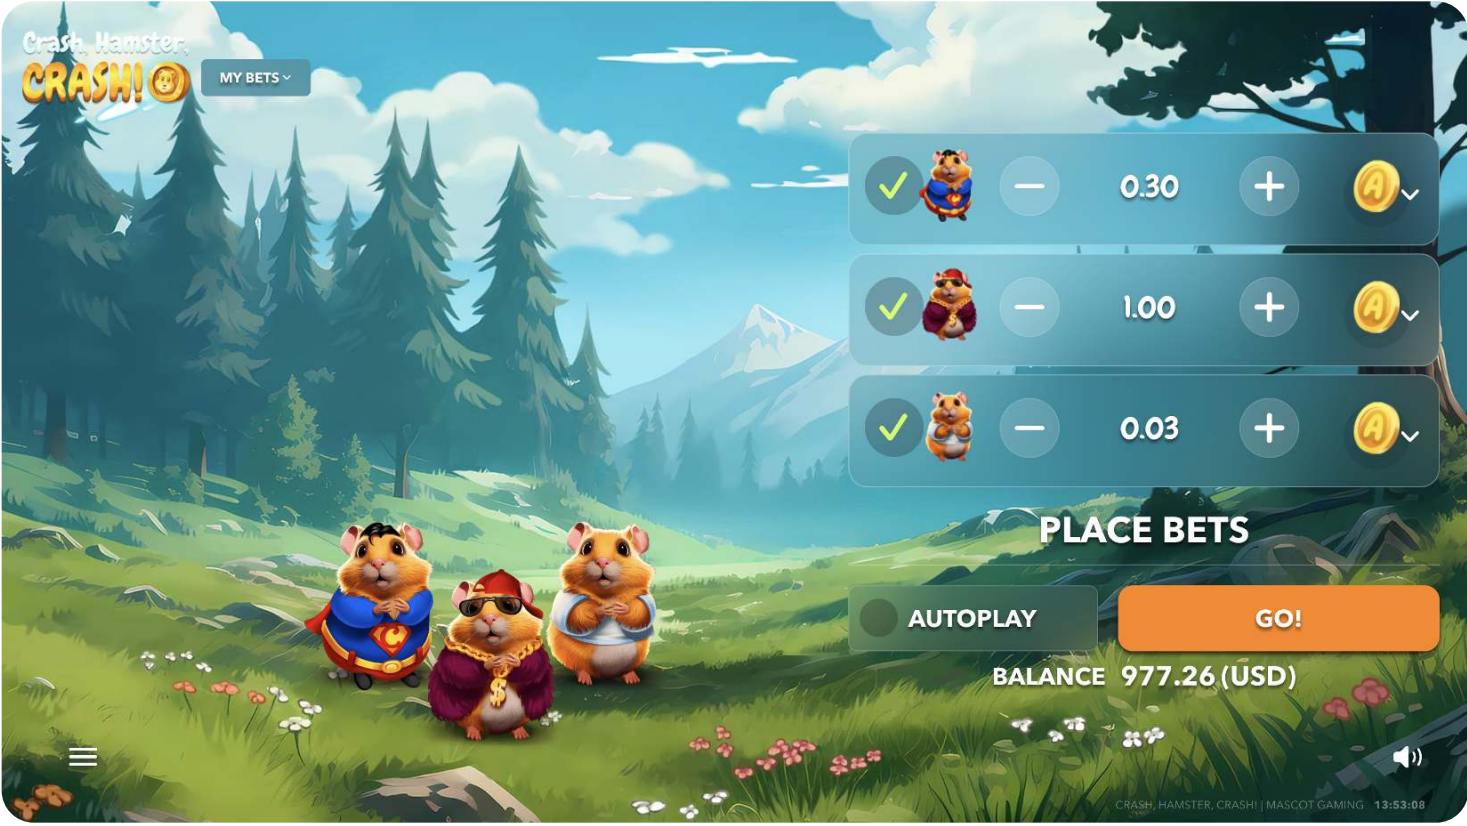 Crash, Hamster,
CRASH!
MY BETS
0.30
A
1.00
A
0.03
A
PLACE BETS
AUTOPLAY
GO!
BALANCE 977.26 (USD)
C
$
$
CRASH, HAMSTER, CRASH! | MASCOT GAMING 13:53:08